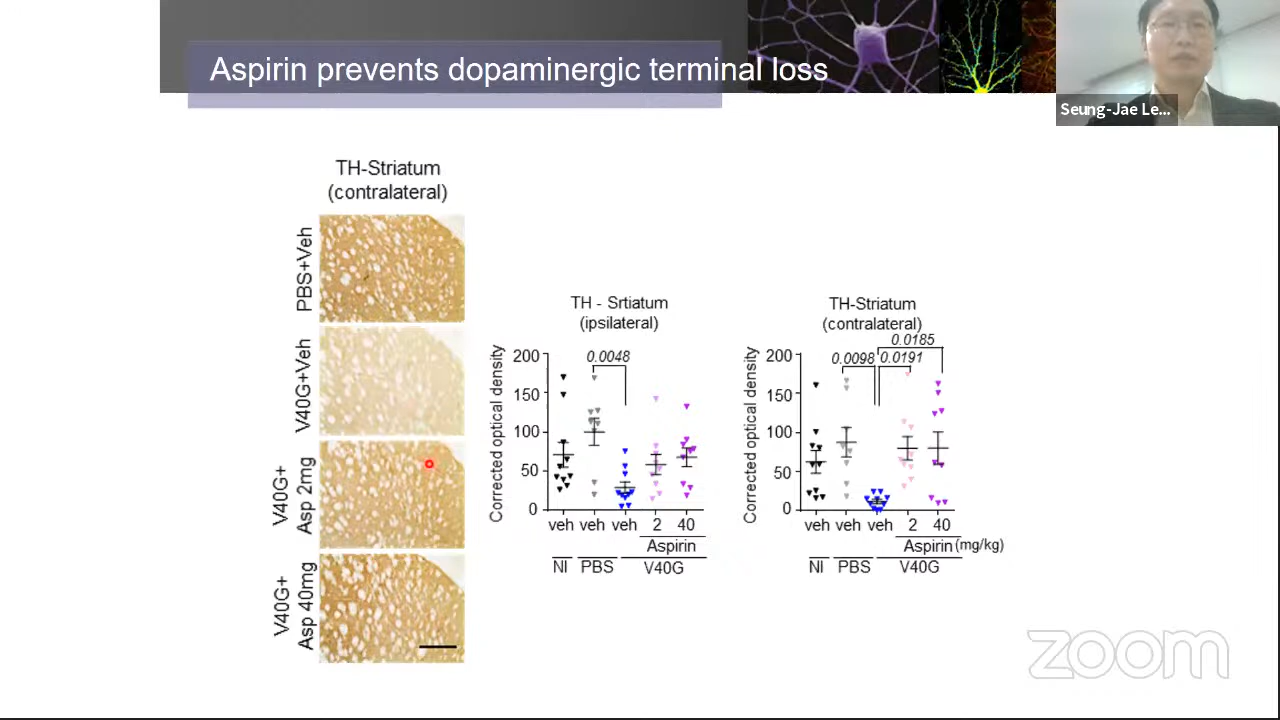 Aspirin prevents dopaminergic terminal loss
Seung-Jae Le...
TH-Striatum
(contralateral)
PBS+Veh
V40G+Veh
V40G+
Asp 2mg
V40G+
Asp 40mg
TH - Srtiatum
(ipsilateral)
Corrected optical density
200
150
100
50
0
0.0048
veh veh veh 2 40
Aspirin
NI PBS V40G
TH-Striatum
(contralateral)
Corrected optical density
200
150
100
50
0
0.0185
0.0098 0.0191
veh veh veh 2 40
Aspirin (mg/kg)
NI PBS V40G
zoom